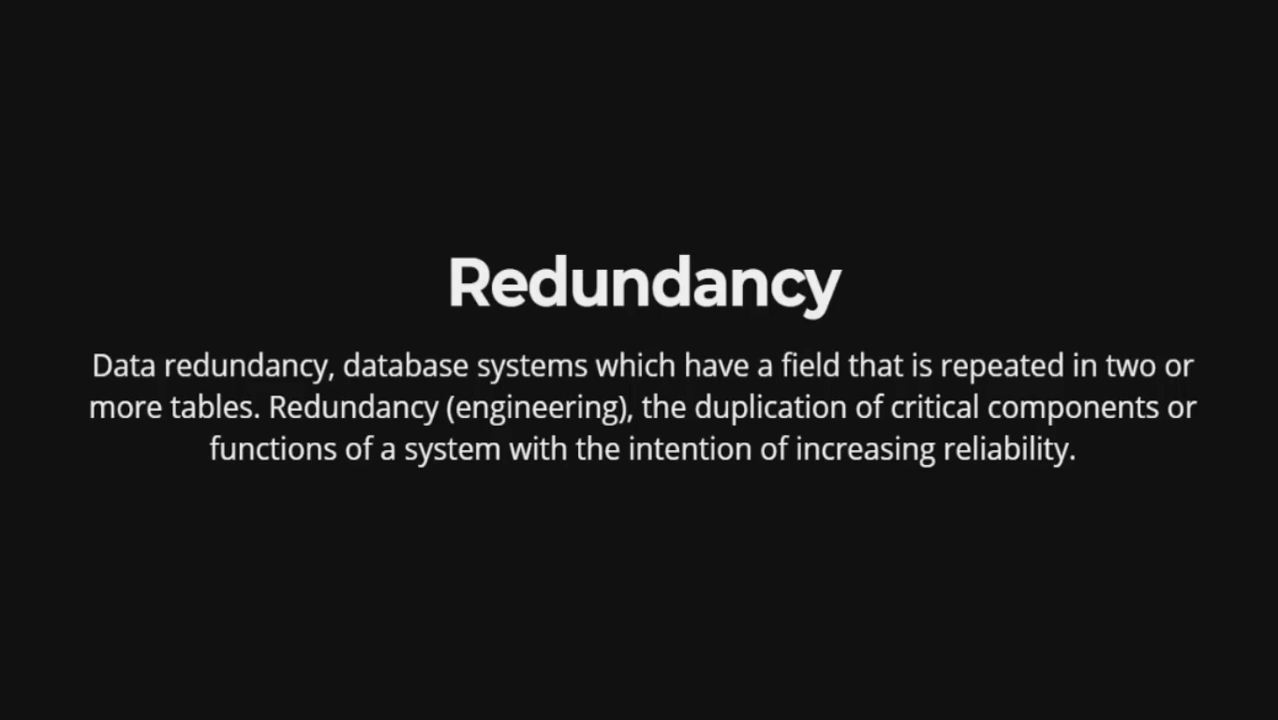 Redundancy
Data redundancy, database systems which have a field that is repeated in two or
more tables. Redundancy (engineering), the duplication of critical components or
functions of a system with the intention of increasing reliability.